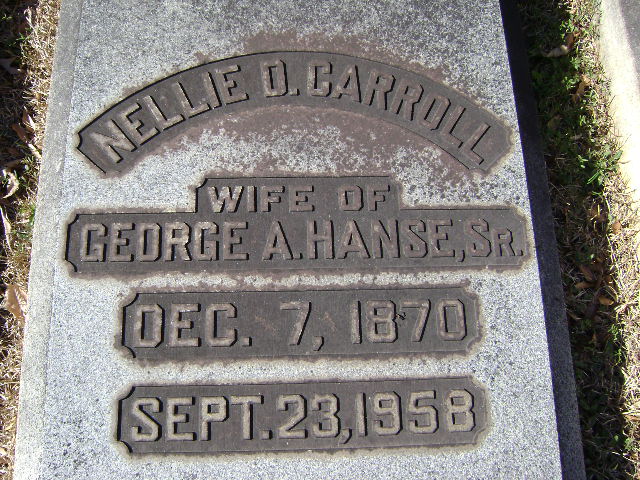 NELLIE D. CARROLL
WIFE OF
GEORGE A. HANSE, SR.
DEC. 7, 1870
SEPT. 23, 1958